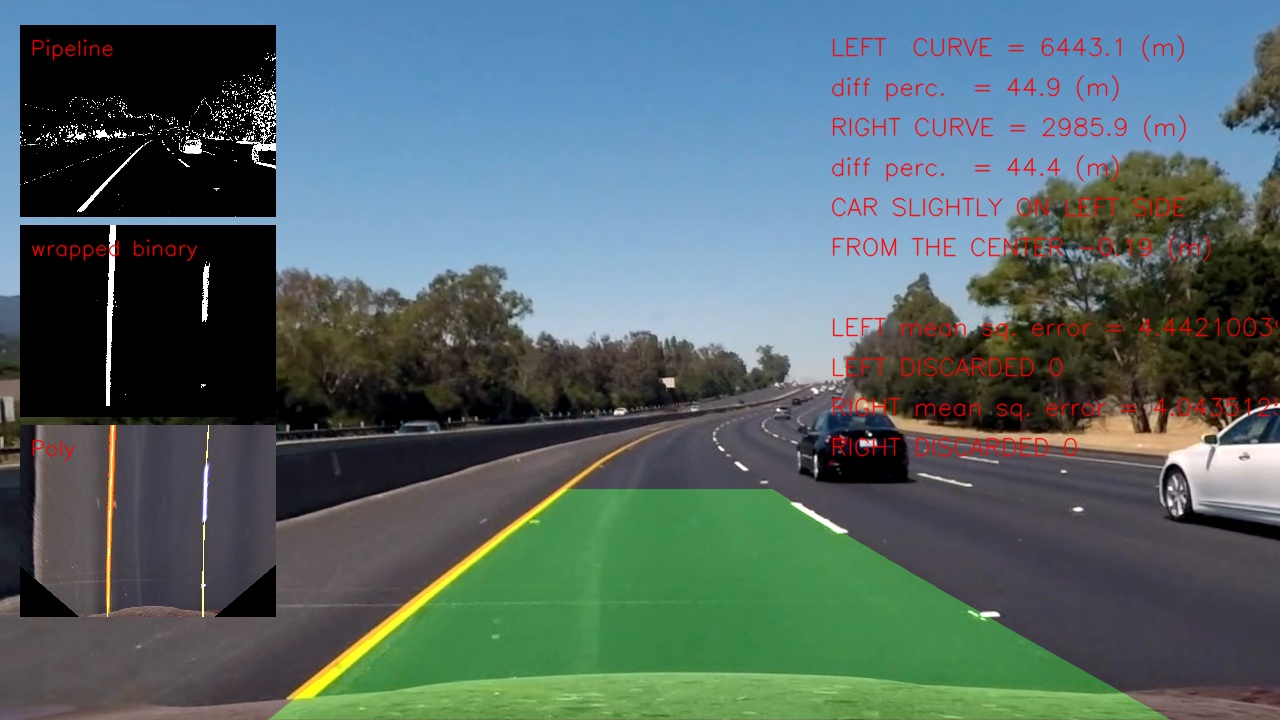 Pipeline
wrapped binary
Poly
LEFT CURVE = 6443.1 (m)
diff perc. = 44.9 (m)
RIGHT CURVE = 2985.9 (m)
diff perc. = 44.4 (m)
CAR SLIGHTLY ON LEFT SIDE
FROM THE CENTER -0.19 (m)
LEFT mean sq. error = 4.4421003
LEFT DISCARDED 0
RIGHT mean sq. error = 4.043512
RIGHT DISCARDED 0